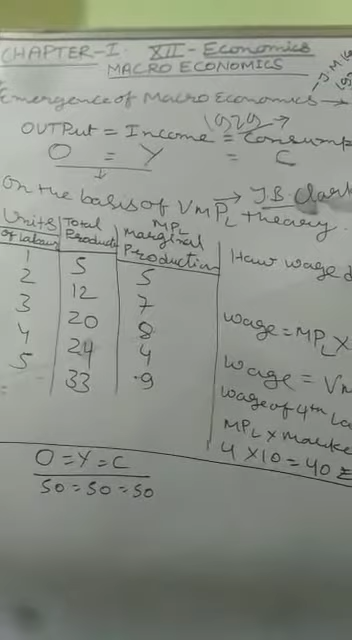 CHAPTER-I XII-Economics
MACRO ECONOMICS
Emergence of Macro Economics → J.M
1929
OUTPut = Income = Consump
O = Y = C
On the basis of VMPL theory. → J.B. Clark
Units of labour Total Product MPL Marginal Production
1 5 5
2 12 7
3 20 8
4 24 4
5 33 9
How wage d
wage = MPL X
wage = VM
wage of 4th La
MPL X Marke
4 X 10 = 40
O = Y = C
50 = 50 = 50